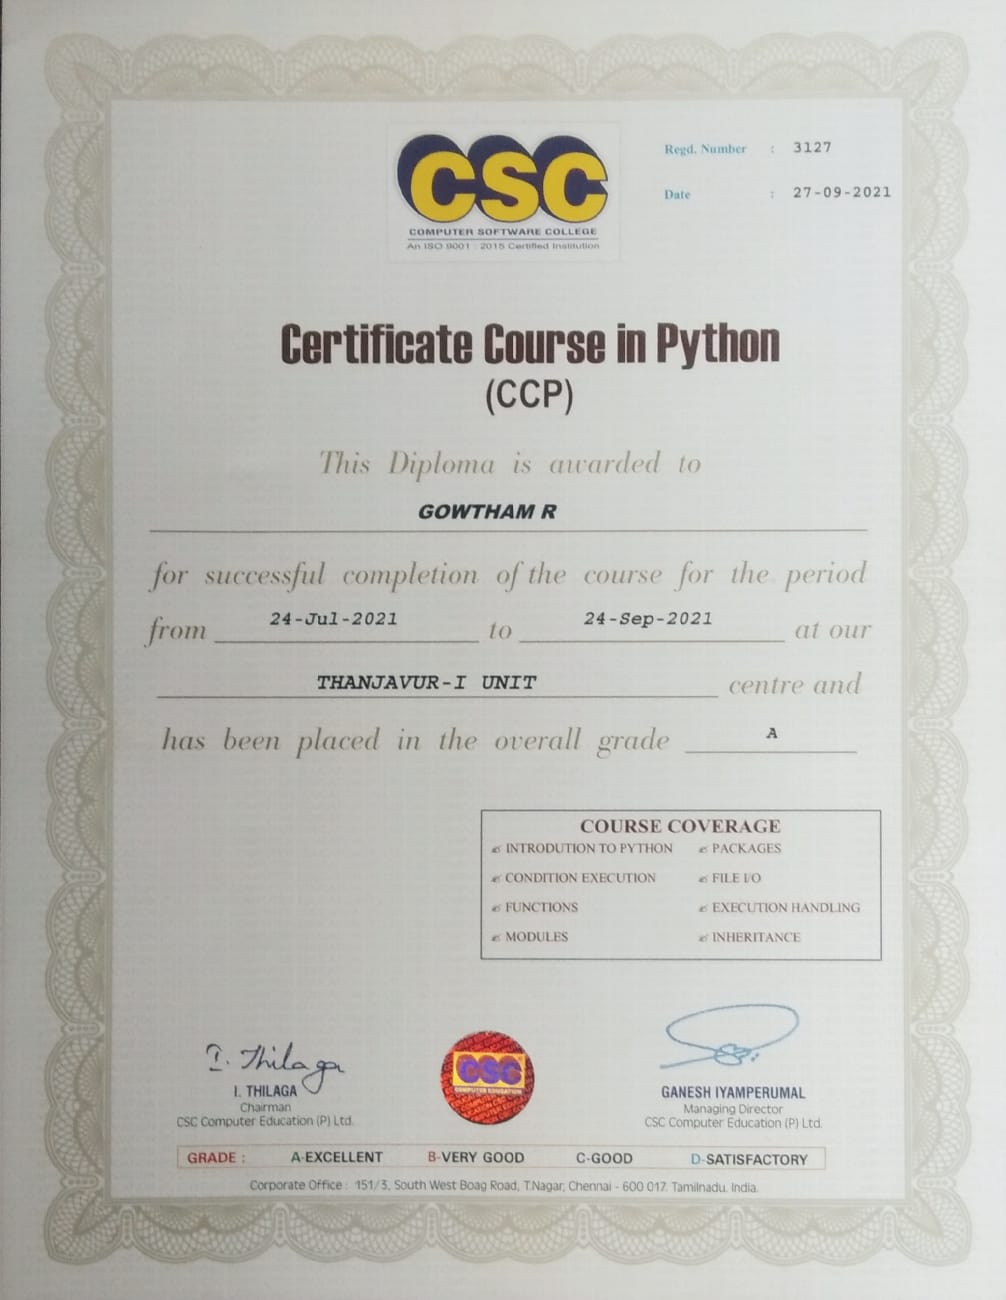 CSC
COMPUTER SOFTWARE COLLEGE
An ISO 9001 : 2015 Certified Institution
Regd. Number : 3127
Date : 27-09-2021
Certificate Course in Python
(CCP)
This Diploma is awarded to
GOWTHAM R
for successful completion of the course for the period
from 24-Jul-2021 to 24-Sep-2021 at our
THANJAVUR-I UNIT centre and
has been placed in the overall grade A
COURSE COVERAGE
INTRODUTION TO PYTHON PACKAGES
CONDITION EXECUTION FILE I/O
FUNCTIONS EXECUTION HANDLING
MODULES INHERITANCE
I. Thilaga
I. THILAGA
Chairman
CSC Computer Education (P) Ltd.
CSC
COMPUTER EDUCATION
GANESH IYAMPERUMAL
Managing Director
CSC Computer Education (P) Ltd.
GRADE : A-EXCELLENT B-VERY GOOD C-GOOD D-SATISFACTORY
Corporate Office : 151/3, South West Boag Road, T.Nagar, Chennai - 600 017. Tamilnadu. India.